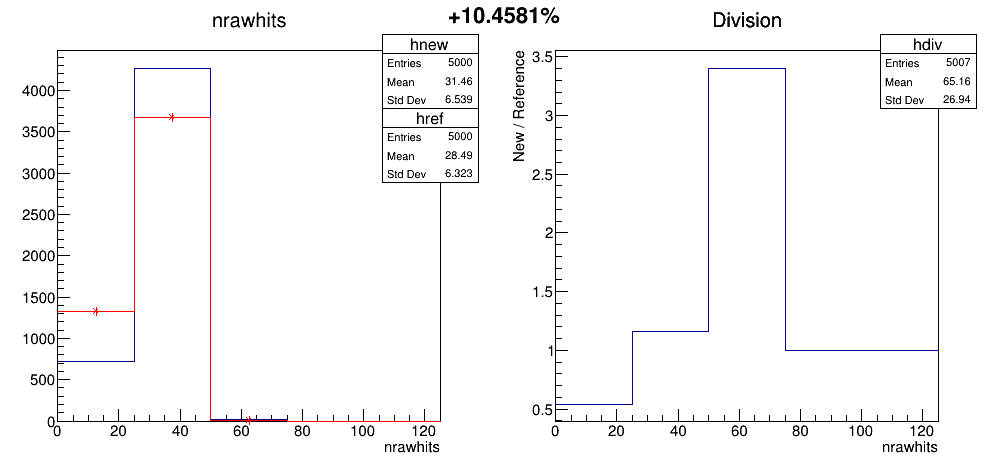 +10.4581%
nrawhits
hnew
Entries 5000
Mean 31.46
Std Dev 6.539
href
Entries 5000
Mean 28.49
Std Dev 6.323
4000
3500
3000
2500
2000
1500
1000
500
0
0 20 40 60 80 100 120
nrawhits
Division
hdiv
Entries 5007
Mean 65.16
Std Dev 26.94
New / Reference
3.5
3
2.5
2
1.5
1
0.5
0 20 40 60 80 100 120
nrawhits